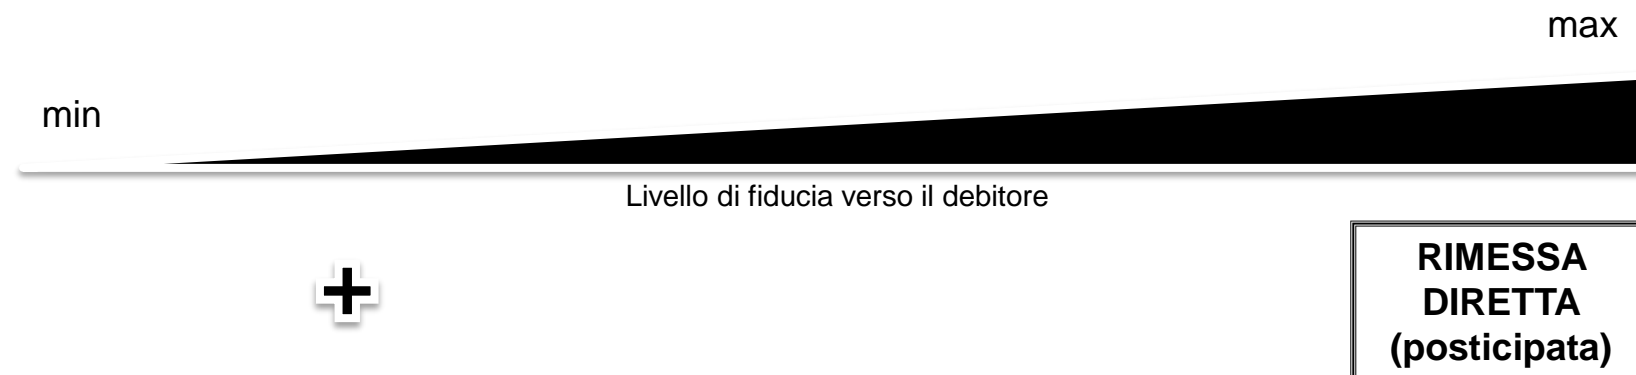 max
min
Livello di fiducia verso il debitore
+
RIMESSA
DIRETTA
(posticipata)